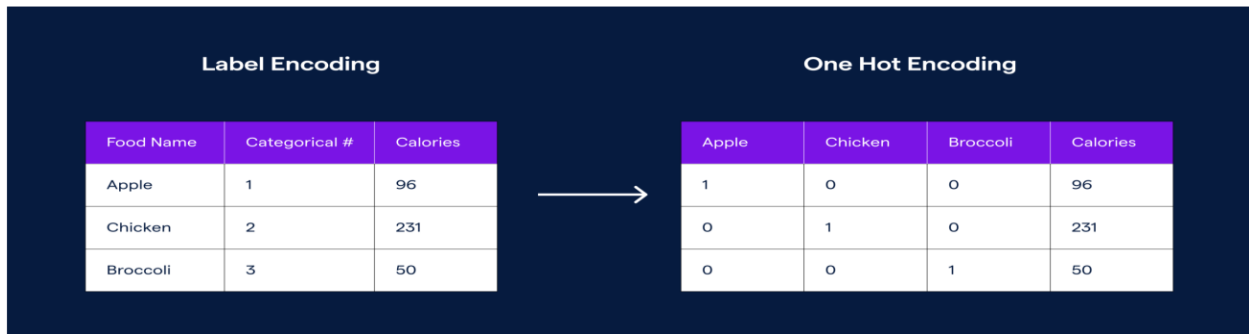 Label Encoding
Food Name Categorical # Calories
Apple 1 96
Chicken 2 231
Broccoli 3 50
One Hot Encoding
Apple Chicken Broccoli Calories
1 0 0 96
0 1 0 231
0 0 1 50